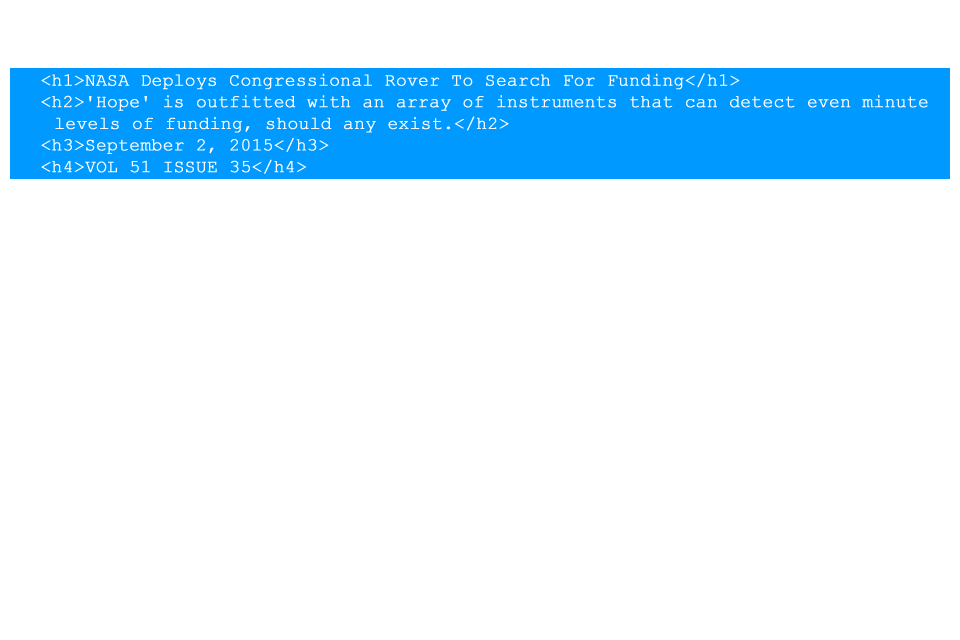 <h1>NASA Deploys Congressional Rover To Search For Funding</h1>
<h2>'Hope' is outfitted with an array of instruments that can detect even minute
levels of funding, should any exist.</h2>
<h3>September 2, 2015</h3>
<h4>VOL 51 ISSUE 35</h4>